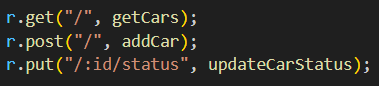 r.get("/", getCars);
r.post("/", addCar);
r.put("/:id/status", updateCarStatus);